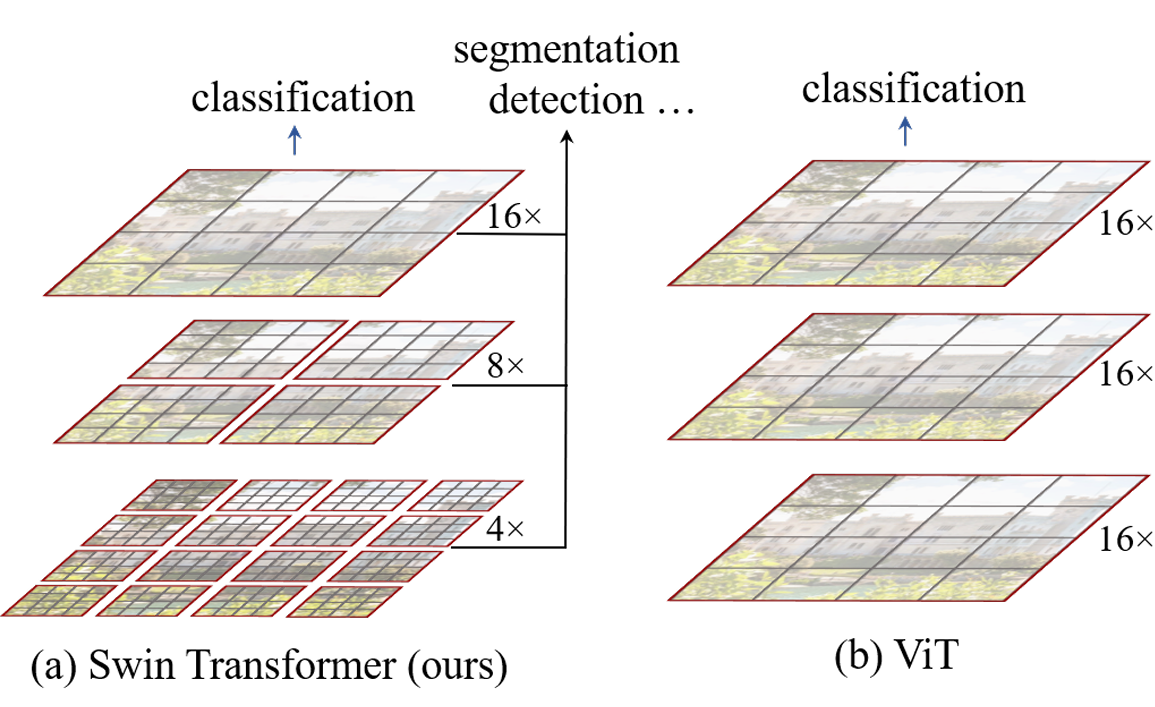 segmentation
detection …
classification
16×
8×
4×
(a) Swin Transformer (ours)
classification
16×
16×
16×
(b) ViT